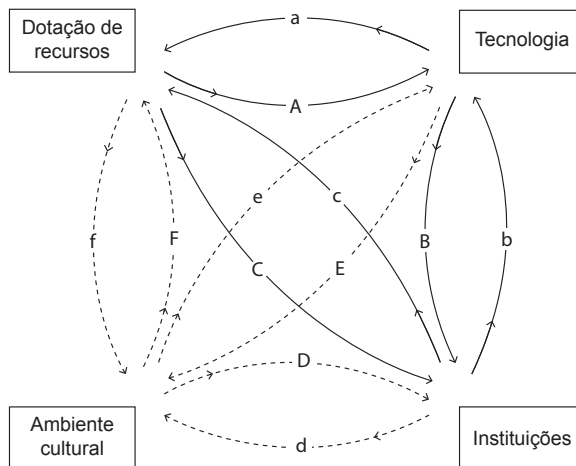 Dotação de
recursos
a
Tecnologia
A
e
c
f
F
B
b
C
E
D
Ambiente
cultural
d
Instituições